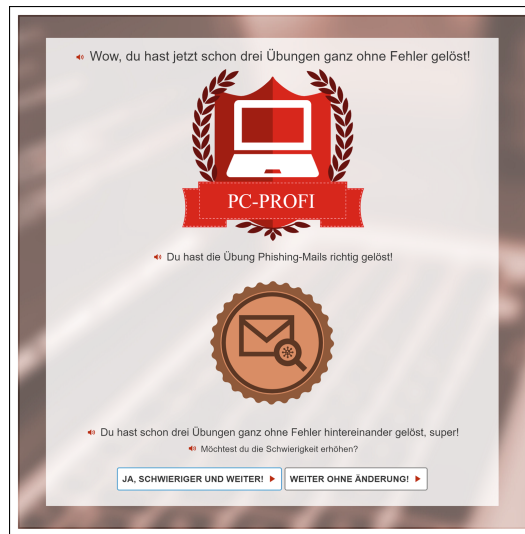 Wow, du hast jetzt schon drei Übungen ganz ohne Fehler gelöst!
PC-PROFI
Du hast die Übung Phishing-Mails richtig gelöst!
Du hast schon drei Übungen ganz ohne Fehler hintereinander gelöst, super!
Möchtest du die Schwierigkeit erhöhen?
JA, SCHWIERIGER UND WEITER! WEITER OHNE ÄNDERUNG!